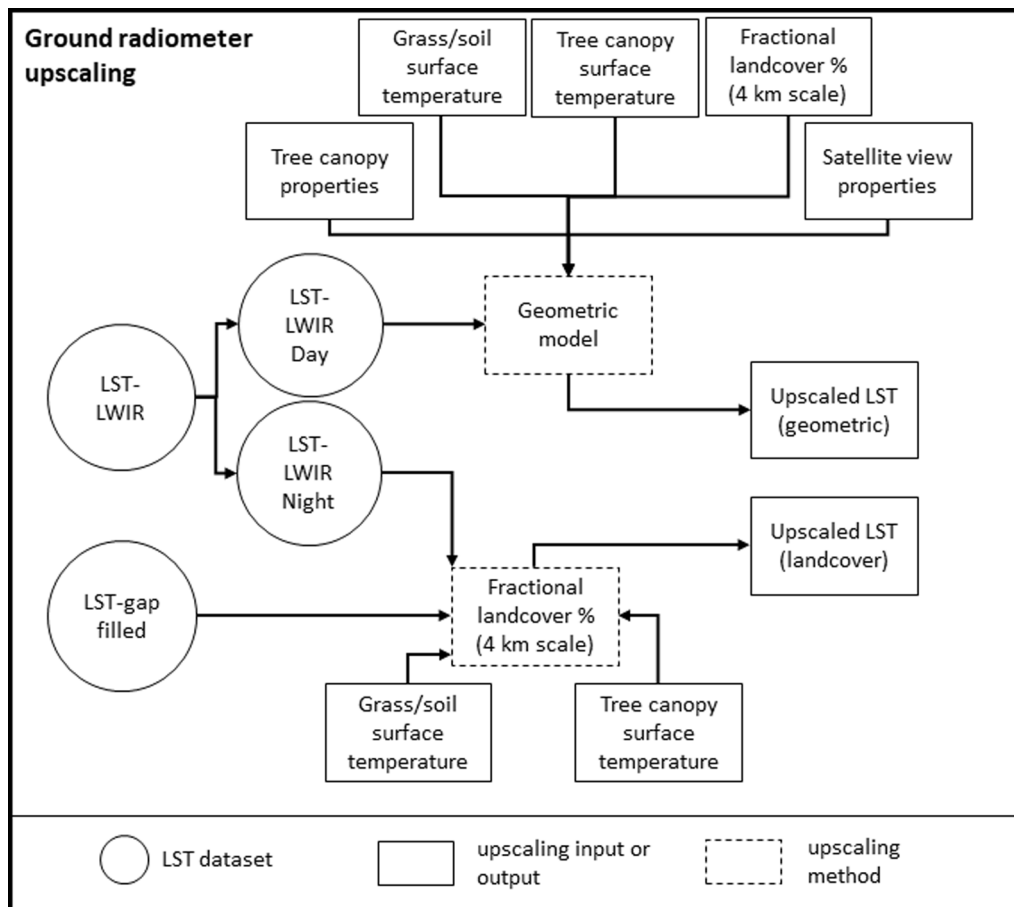 Ground radiometer
upscaling
Grass/soil
surface
temperature
Tree canopy
surface
temperature
Fractional
landcover %
(4 km scale)
Tree canopy
properties
Satellite view
properties
LST-
LWIR
Day
Geometric
model
LST-
LWIR
Upscaled LST
(geometric)
LST-
LWIR
Night
Upscaled LST
(landcover)
LST-gap
filled
Fractional
landcover %
(4 km scale)
Grass/soil
surface
temperature
Tree canopy
surface
temperature
LST dataset
upscaling input or
output
upscaling
method